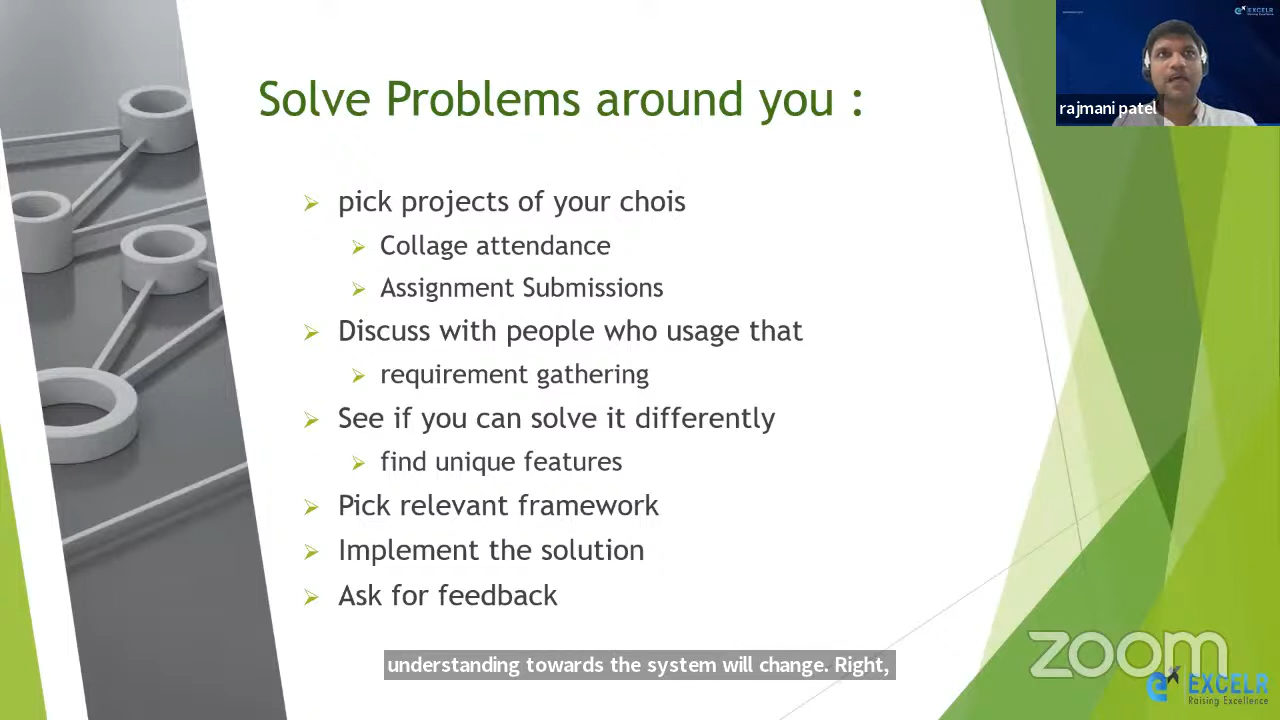 EXCELR
rajmani patel
Solve Problems around you :
pick projects of your chois
Collage attendance
Assignment Submissions
Discuss with people who usage that
requirement gathering
See if you can solve it differently
find unique features
Pick relevant framework
Implement the solution
Ask for feedback
understanding towards the system will change. Right,
zoom
EXCELR
Raising Excellence